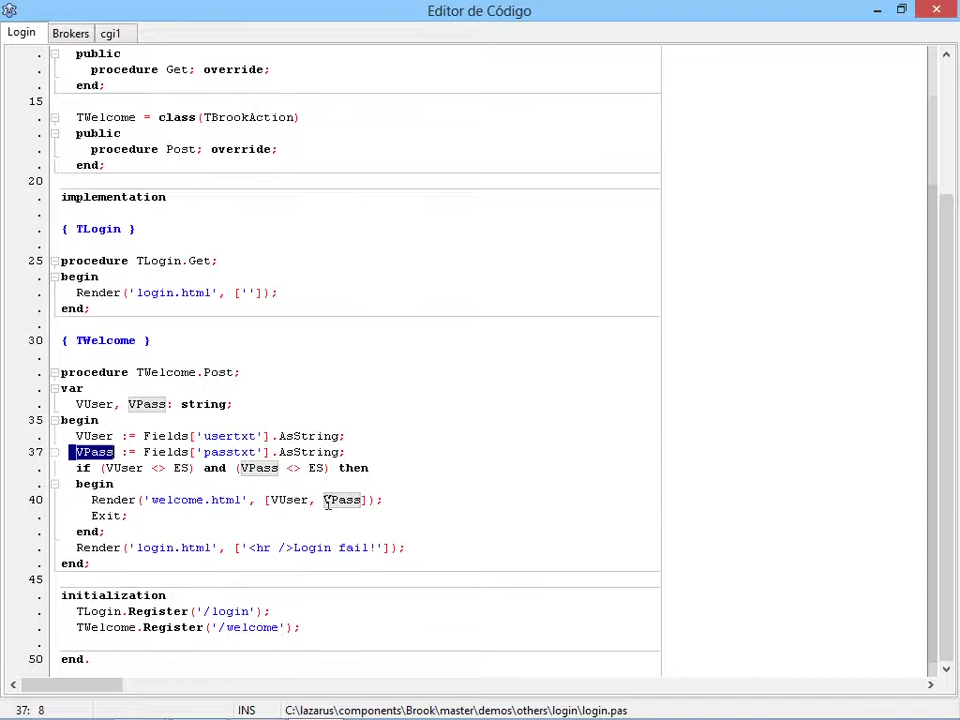 Editor de Código
Login Brokers cgi1
. public
. procedure Get; override;
. end;
15
. TWelcome = class(TBrookAction)
. public
. procedure Post; override;
. end;
20
. implementation
.
. { TLogin }
.
25 procedure TLogin.Get;
. begin
. Render('login.html', ['']);
. end;
.
30 { TWelcome }
.
. procedure TWelcome.Post;
. var
. VUser, VPass: string;
35 begin
. VUser := Fields['usertxt'].AsString;
37 VPass := Fields['passtxt'].AsString;
. if (VUser <> ES) and (VPass <> ES) then
. begin
40 Render('welcome.html', [VUser, VPass]);
. Exit;
. end;
. Render('login.html', ['<hr />Login fail!']);
. end;
45
. initialization
. TLogin.Register('/login');
. TWelcome.Register('/welcome');
.
50 end.
37: 8 INS C:\lazarus\components\Brook\master\demos\others\login\login.pas